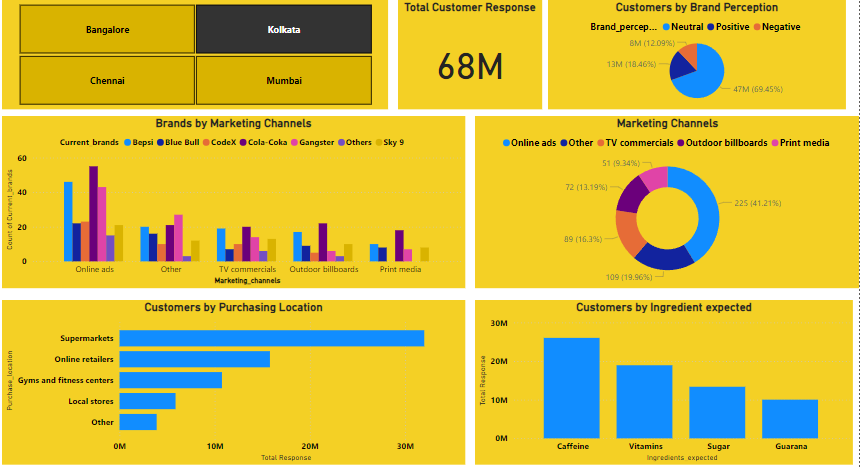 Bangalore
Kolkata
Chennai
Mumbai
Total Customer Response
68M
Customers by Brand Perception
Brand_percep... Neutral Positive Negative
8M (12.09%)
13M (18.46%)
47M (69.45%)
Brands by Marketing Channels
Current brands Bepsi Blue Bull CodeX Cola-Coka Gangster Others Sky 9
Count of Current_brands
60
40
20
0
Online ads Other TV commercials Outdoor billboards Print media
Marketing_channels
Marketing Channels
Online ads Other TV commercials Outdoor billboards Print media
51 (9.34%)
72 (13.19%)
89 (16.3%)
109 (19.96%)
225 (41.21%)
Customers by Purchasing Location
Purchase_location
Supermarkets
Online retailers
Gyms and fitness centers
Local stores
Other
0M 10M 20M 30M
Total Response
Customers by Ingredient expected
Total Response
30M
20M
10M
0M
Caffeine Vitamins Sugar Guarana
Ingredients expected